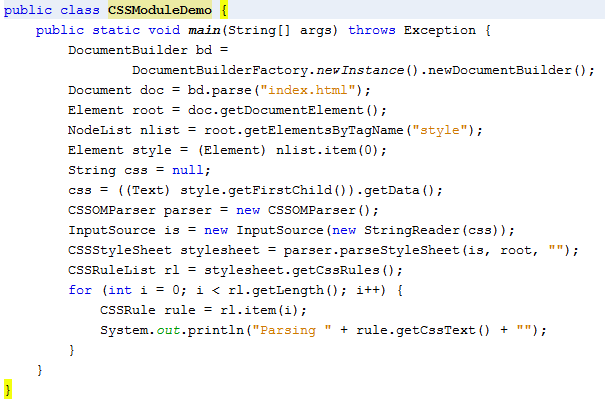 public class CSSModuleDemo {
    public static void main(String[] args) throws Exception {
        DocumentBuilder bd =
                DocumentBuilderFactory.newInstance().newDocumentBuilder();
        Document doc = bd.parse("index.html");
        Element root = doc.getDocumentElement();
        NodeList nlist = root.getElementsByTagName("style");
        Element style = (Element) nlist.item(0);
        String css = null;
        css = ((Text) style.getFirstChild()).getData();
        CSSOMParser parser = new CSSOMParser();
        InputSource is = new InputSource(new StringReader(css));
        CSSStyleSheet stylesheet = parser.parseStyleSheet(is, root, "");
        CSSRuleList rl = stylesheet.getCssRules();
        for (int i = 0; i < rl.getLength(); i++) {
            CSSRule rule = rl.item(i);
            System.out.println("Parsing " + rule.getCssText() + "");
        }
    }
}